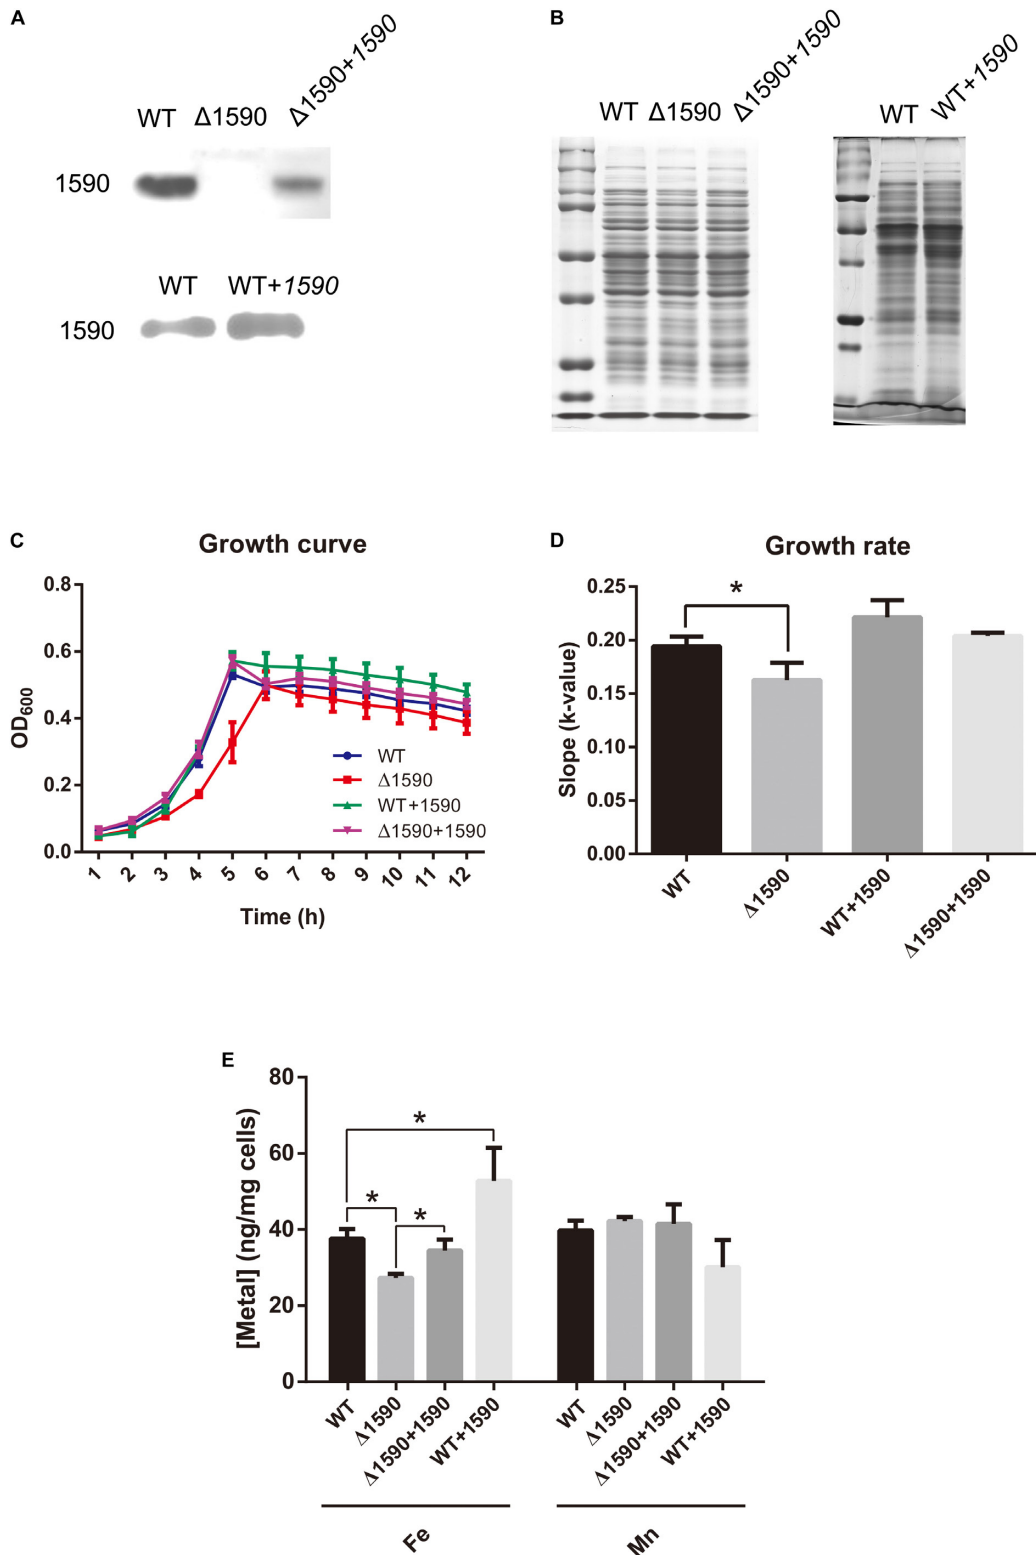 A
WT Δ1590 Δ1590+1590
1590
WT WT+1590
1590
B
WT Δ1590 Δ1590+1590
WT WT+1590
C
Growth curve
0.8
0.6
0.4
0.2
0.0
OD600
1 2 3 4 5 6 7 8 9 10 11 12
Time (h)
WT
Δ1590
WT+1590
Δ1590+1590
D
Growth rate
0.25
0.20
0.15
0.10
0.05
0.00
Slope (k-value)
*
WT Δ1590 WT+1590 Δ1590+1590
E
80
60
40
20
0
[Metal] (ng/mg cells)
*
* *
WT Δ1590 Δ1590+1590 WT+1590 WT Δ1590 Δ1590+1590 WT+1590
Fe Mn